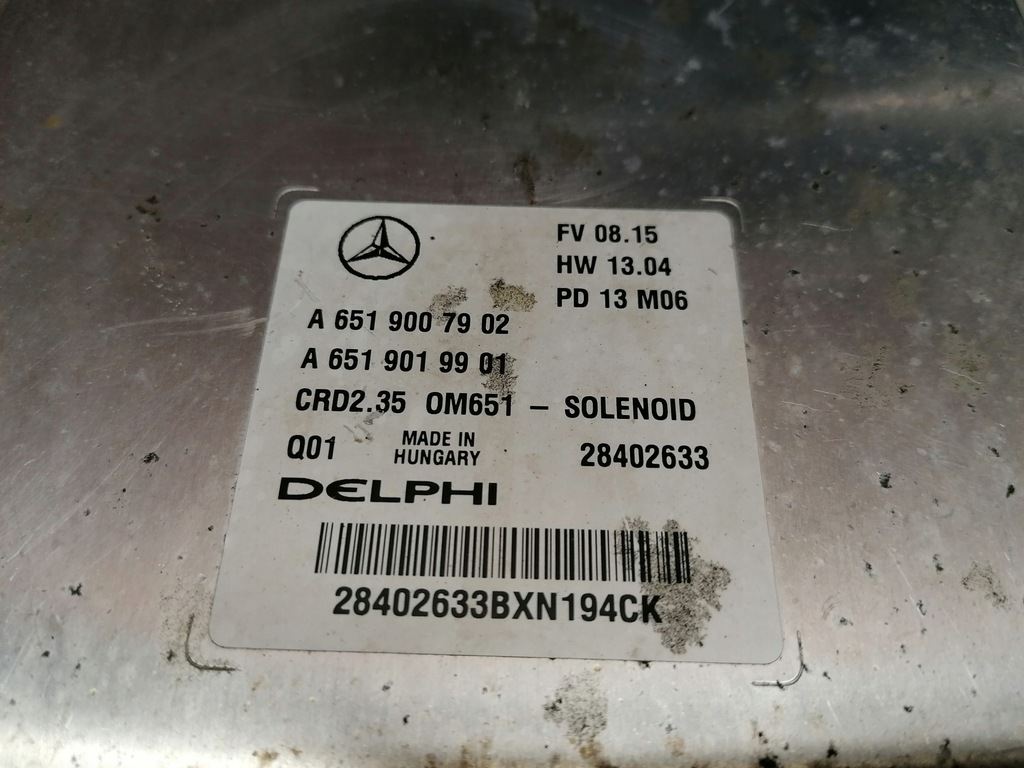 FV 08.15
HW 13.04
PD 13 M06
A 651 900 79 02
A 651 901 99 01
CRD2.35 OM651 – SOLENOID
Q01 MADE IN HUNGARY 28402633
DELPHI
28402633BXN194CK